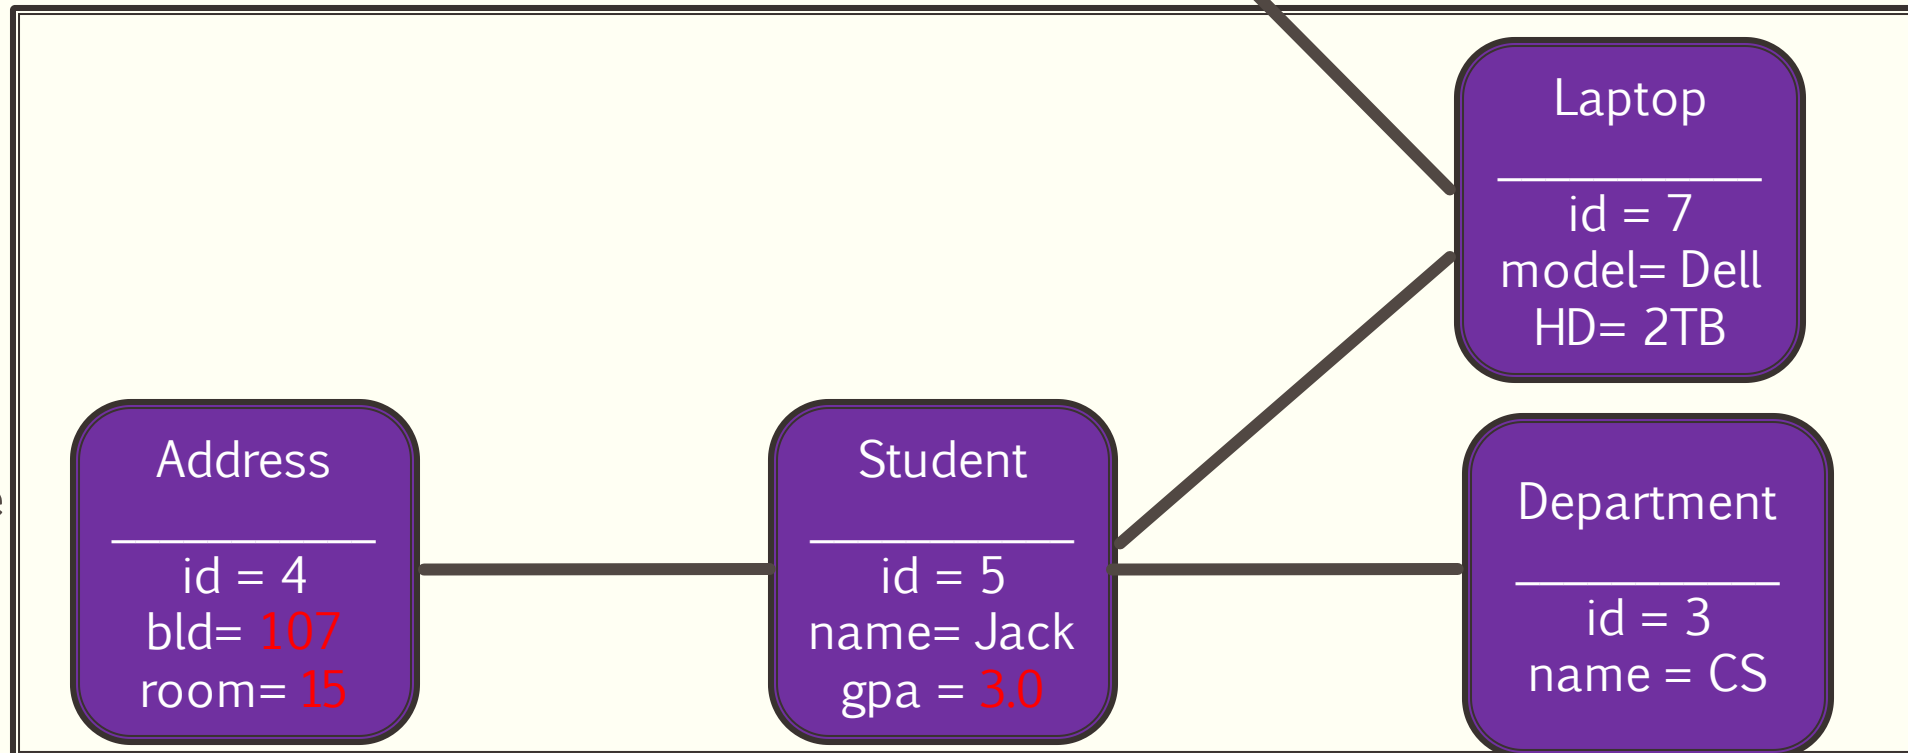 Laptop
id = 7
model= Dell
HD= 2TB
Address
id = 4
bld= 107
room= 15
Student
id = 5
name= Jack
gpa = 3.0
Department
id = 3
name = CS